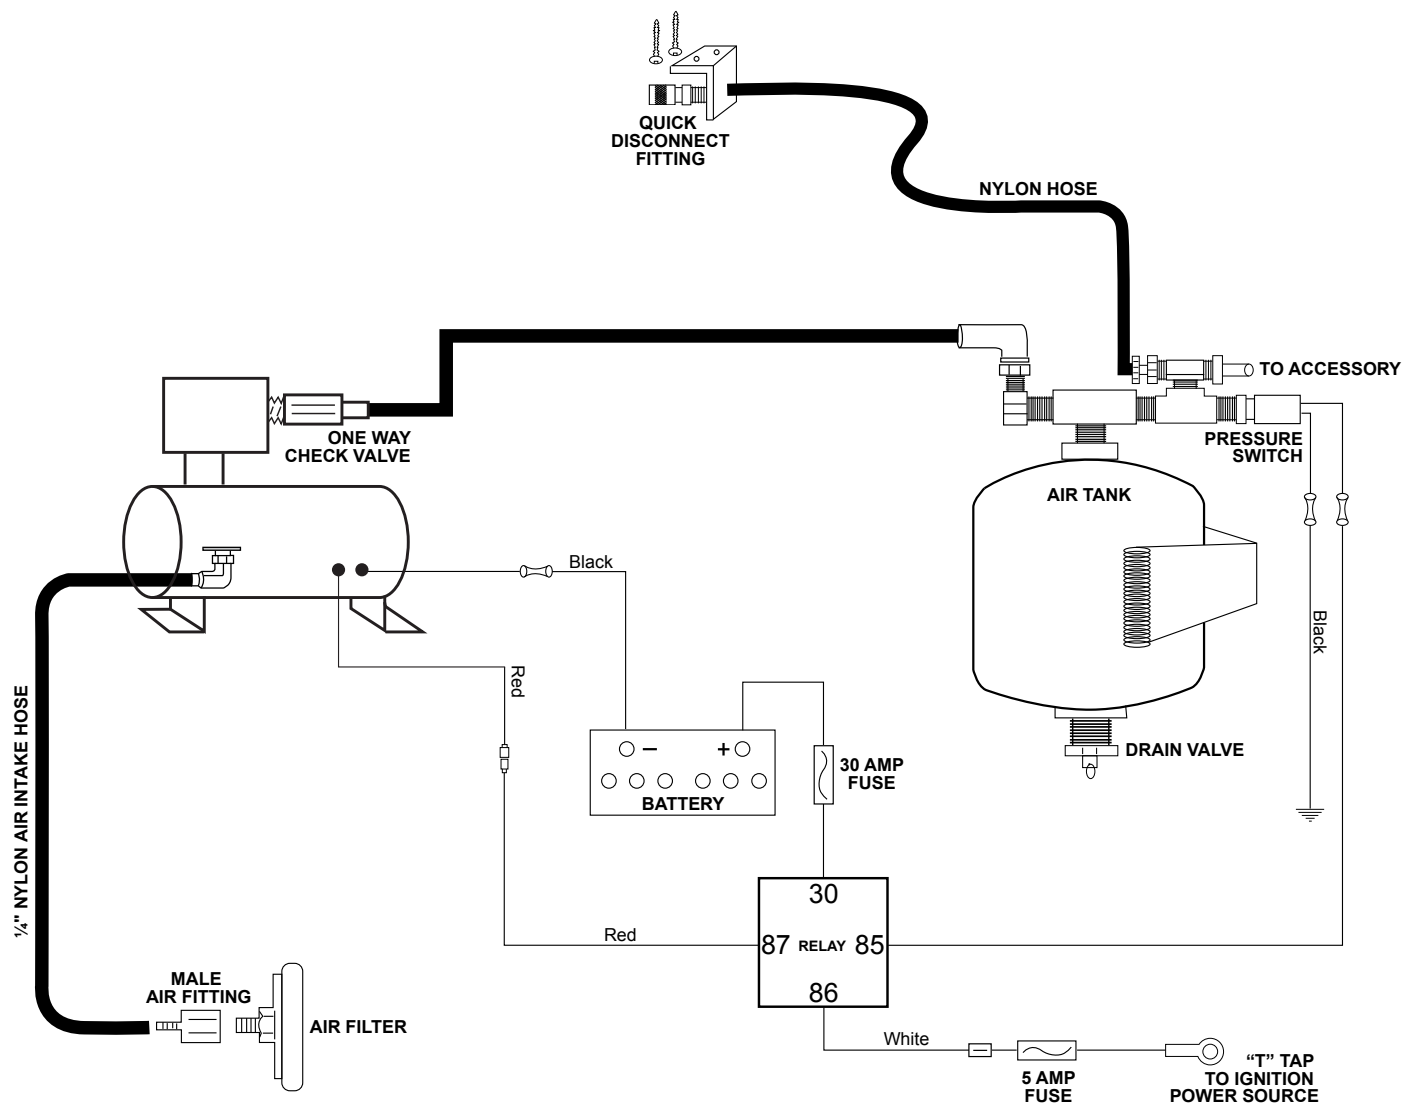 QUICK
DISCONNECT
FITTING
NYLON HOSE
TO ACCESSORY
ONE WAY
CHECK VALVE
PRESSURE
SWITCH
AIR TANK
Black
Black
Red
¼" NYLON AIR INTAKE HOSE
– +
BATTERY
30 AMP
FUSE
DRAIN VALVE
30
Red
87 RELAY 85
86
MALE
AIR FITTING
AIR FILTER
White
5 AMP
FUSE
“T” TAP
TO IGNITION
POWER SOURCE